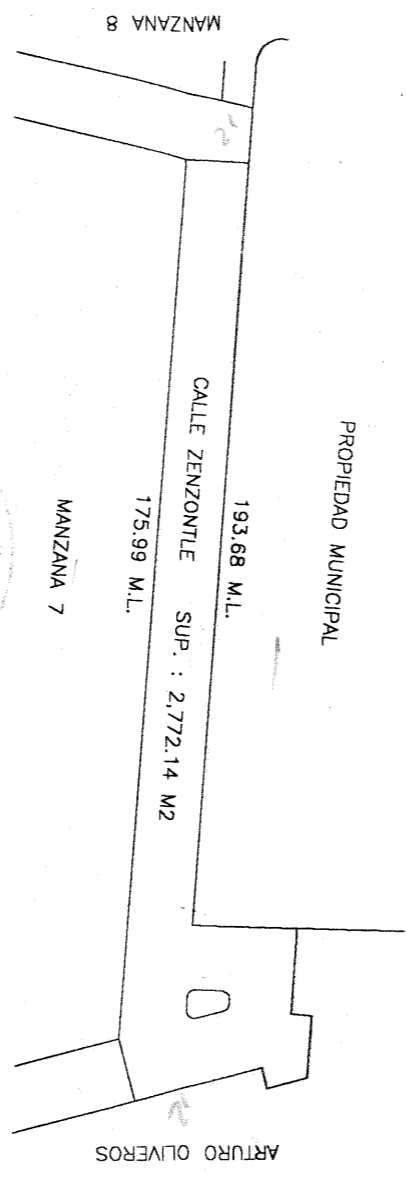 MANZANA 8
PROPIEDAD MUNICIPAL
193.68 M.L.
CALLE ZENZONTLE SUP. : 2,772.14 M2
175.99 M.L.
MANZANA 7
ARTURO OLIVEROS